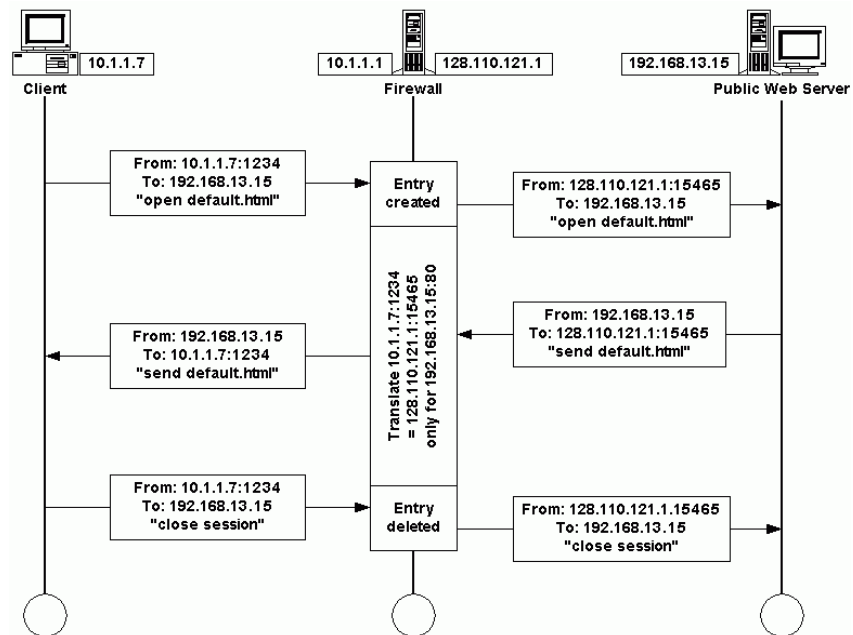 10.1.1.7
10.1.1.1
128.110.121.1
192.168.13.15
Client
Firewall
Public Web Server
From: 10.1.1.7:1234
To: 192.168.13.15
"open default.html"
Entry
created
From: 128.110.121.1:15465
To: 192.168.13.15
"open default.html"
Translate 10.1.1.7:1234
= 128.110.121.1:15465
only for 192.168.13.15:80
From: 192.168.13.15
To: 128.110.121.1:15465
"send default.html"
From: 192.168.13.15
To: 10.1.1.7:1234
"send default.html"
From: 10.1.1.7:1234
To: 192.168.13.15
"close session"
Entry
deleted
From: 128.110.121.1.15465
To: 192.168.13.15
"close session"